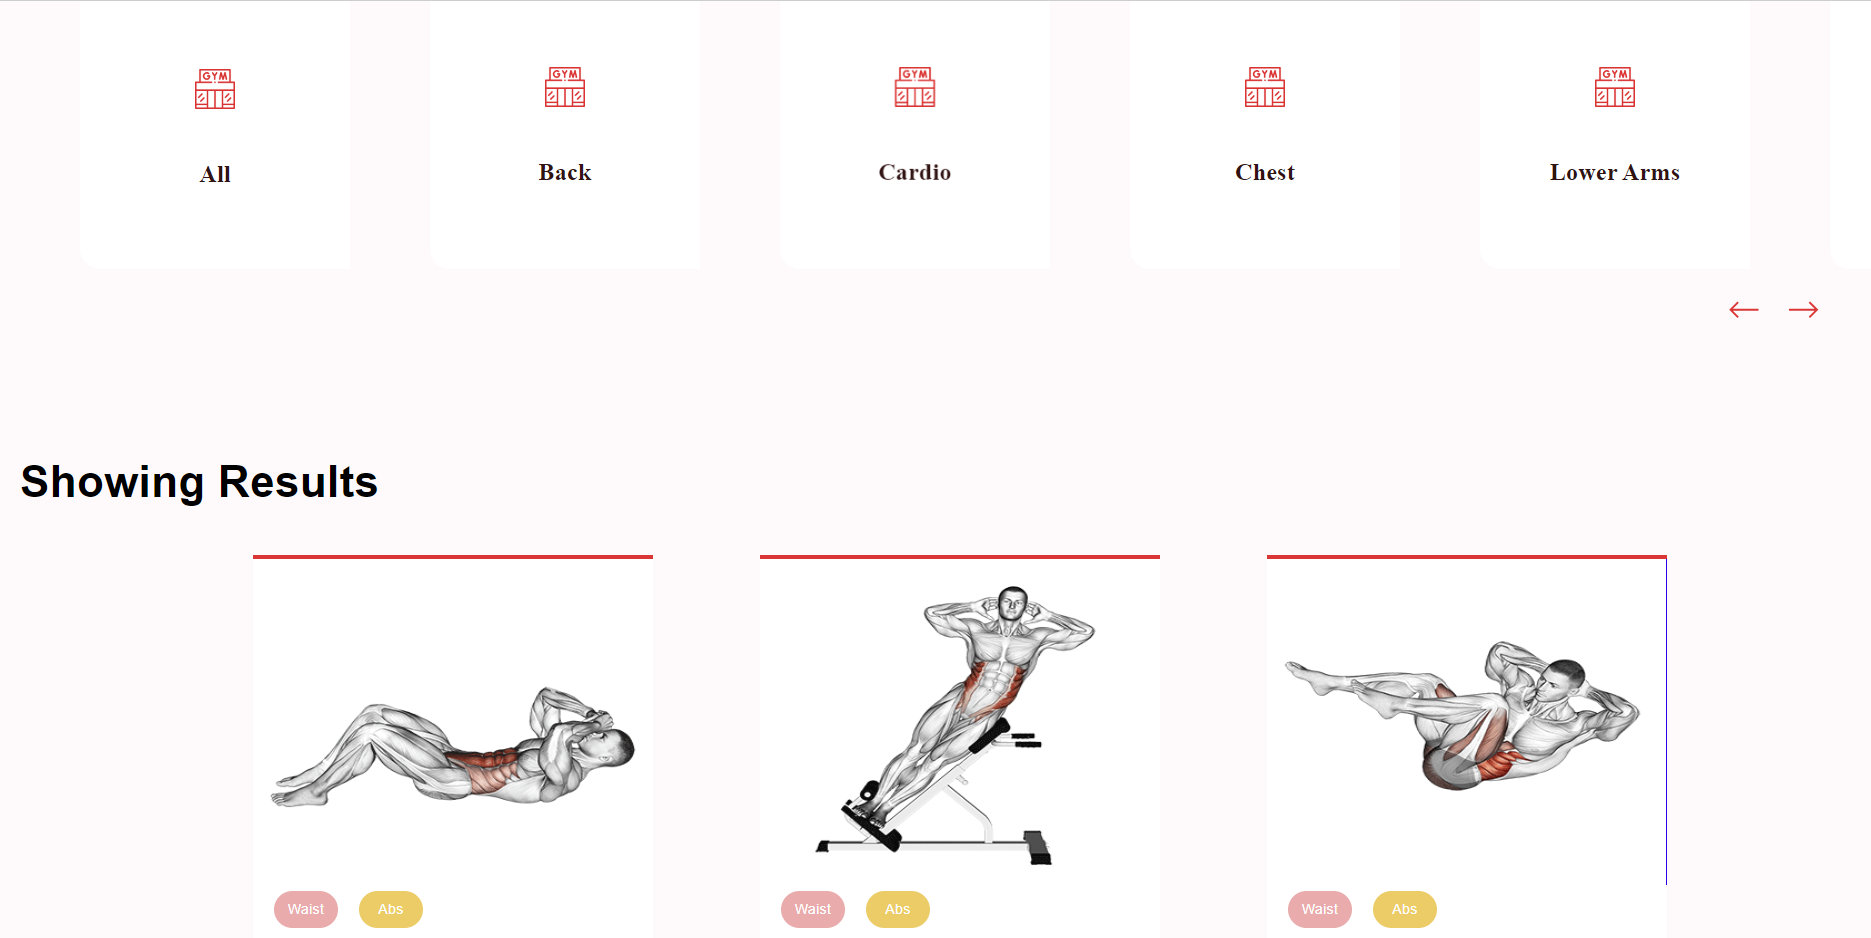 GYM GYM GYM GYM GYM
All Back Cardio Chest Lower Arms
Showing Results
Waist Abs Waist Abs Waist Abs